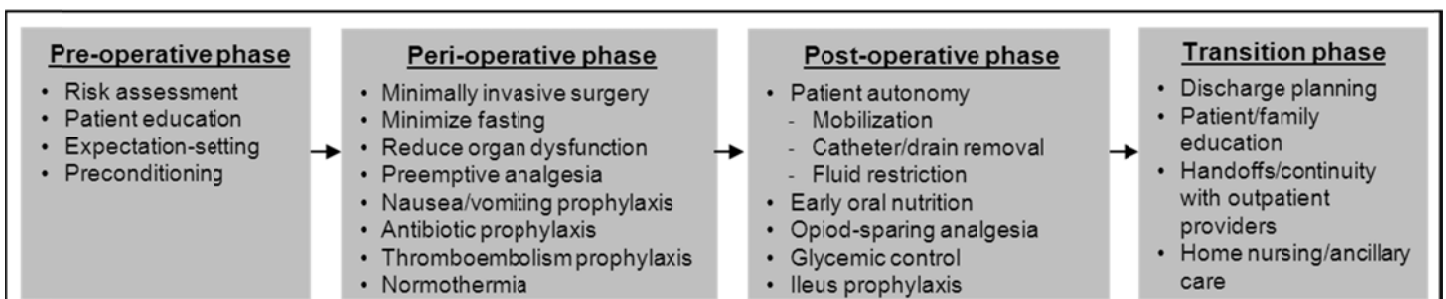 Pre-operative phase
• Risk assessment
• Patient education
• Expectation-setting
• Preconditioning
Peri-operative phase
• Minimally invasive surgery
• Minimize fasting
• Reduce organ dysfunction
• Preemptive analgesia
• Nausea/vomiting prophylaxis
• Antibiotic prophylaxis
• Thromboembolism prophylaxis
• Normothermia
Post-operative phase
• Patient autonomy
- Mobilization
- Catheter/drain removal
- Fluid restriction
• Early oral nutrition
• Opiod-sparing analgesia
• Glycemic control
• Ileus prophylaxis
Transition phase
• Discharge planning
• Patient/family
education
• Handoffs/continuity
with outpatient
providers
• Home nursing/ancillary
care